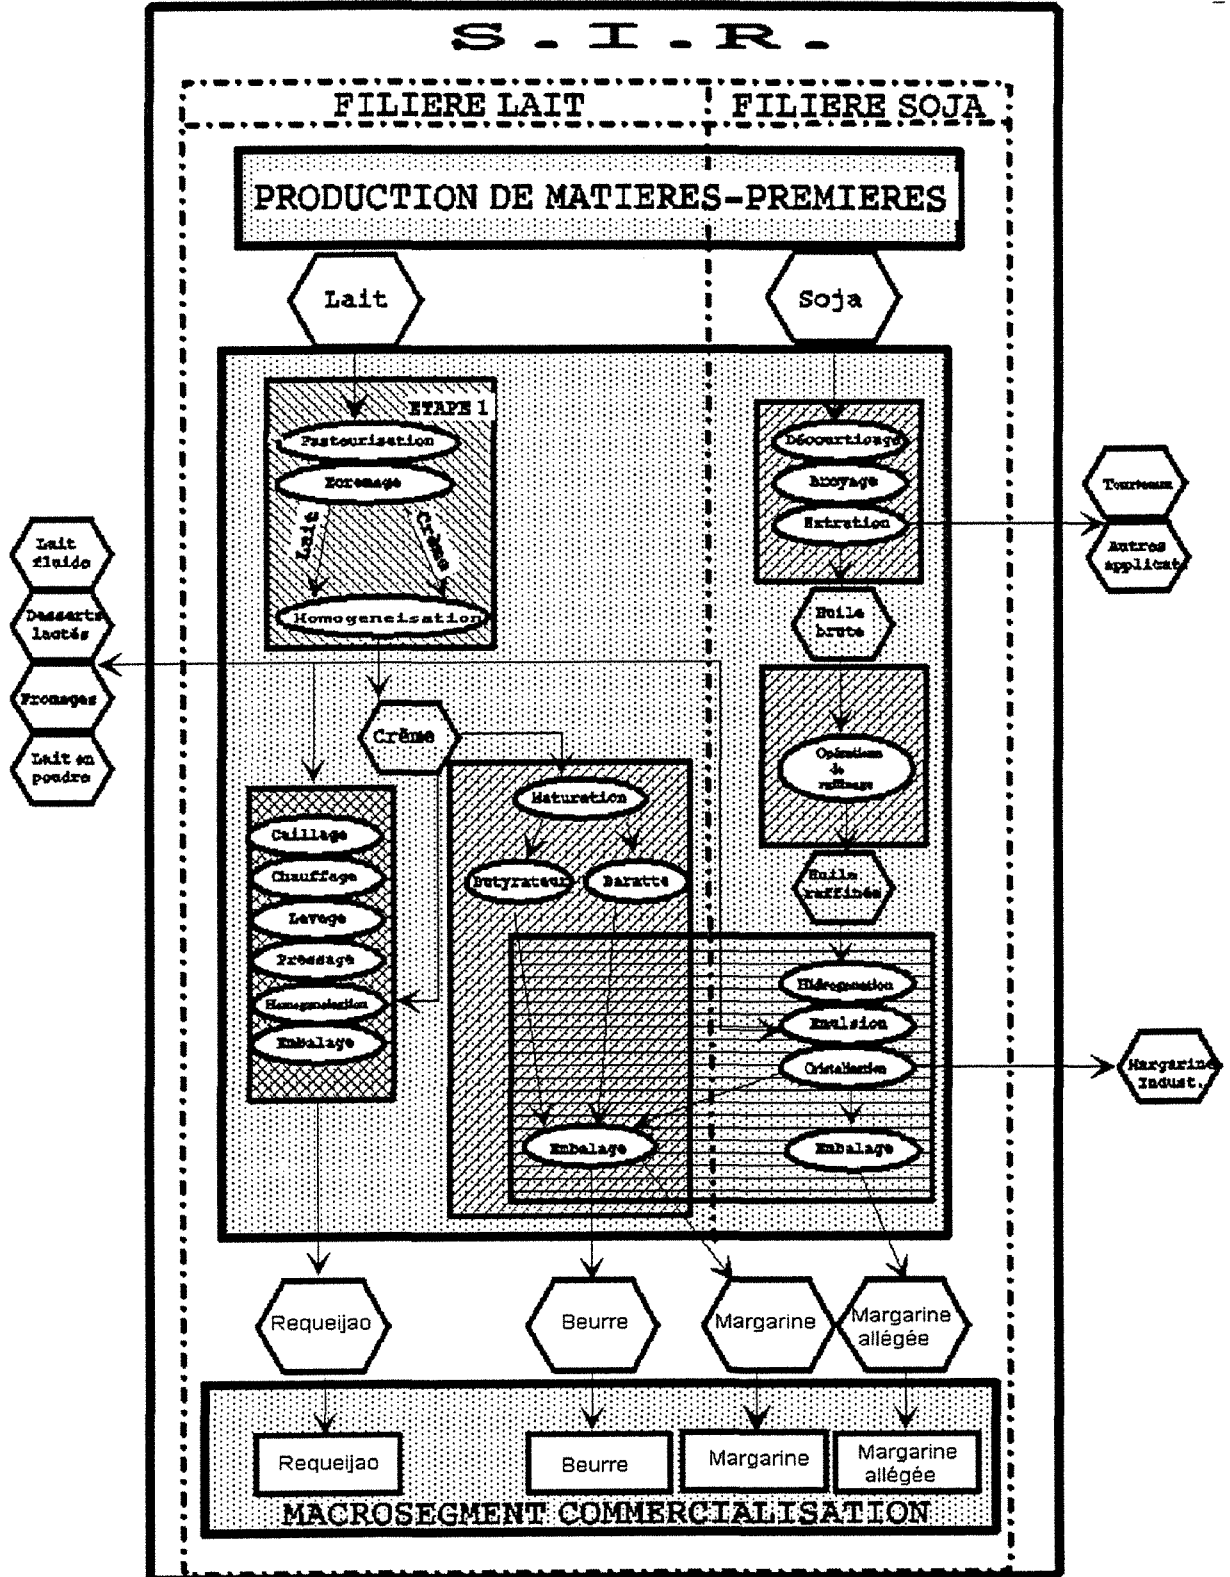 S.I.R.
FILIERE LAIT
FILIERE SOJA
PRODUCTION DE MATIERES-PREMIERES
Lait
Soja
ETAPE 1
Pasteurisation
Ecremage
Lait
Crème
Homogeneisation
Décourticage
Broyage
Extration
Tourteaux
Autres
applicat.
Lait
fluide
Desserts
lactés
Fromages
Lait en
poudre
Huile
brute
Crème
Opérations
de
raffinage
Maturation
Butyrateur
Baratte
Huile
raffinée
Caillage
Chauffage
Lavage
Pressage
Homogeneisation
Embalage
Hidrogenation
Emulsion
Cristalisation
Margarine
Indust.
Embalage
Embalage
Requeijao
Beurre
Margarine
Margarine
allégée
Requeijao
Beurre
Margarine
Margarine
allégée
MACROSEGMENT COMMERCIALISATION